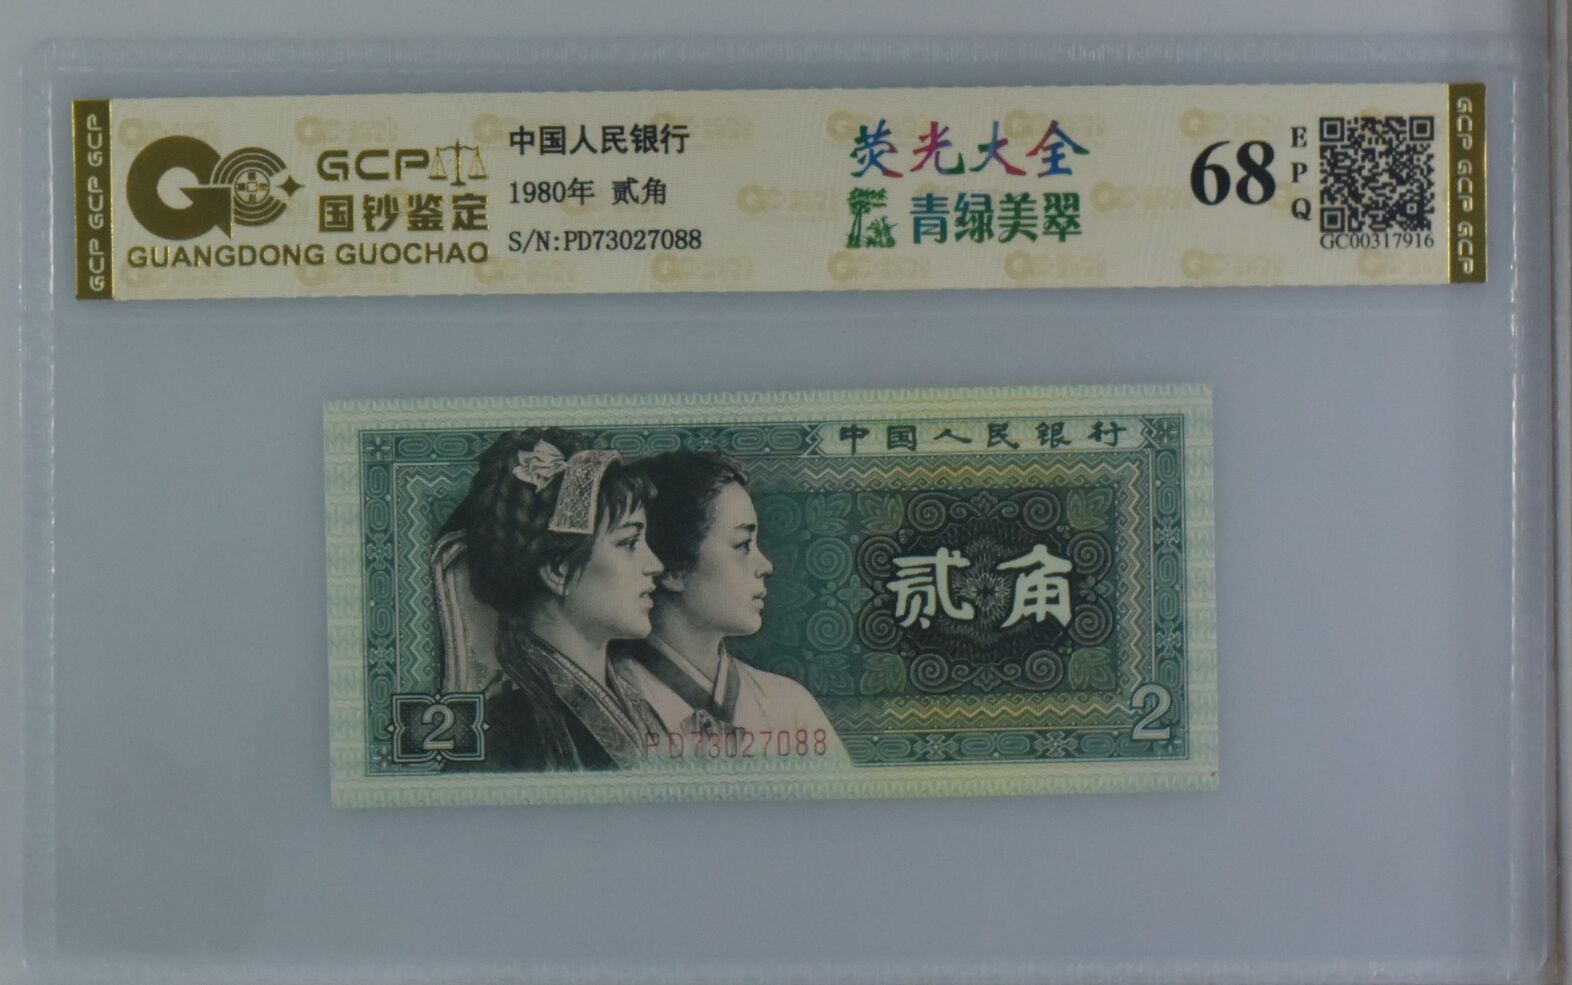 GCP GCP GCP
GCP
国钞鉴定
GUANGDONG GUOCHAO
中国人民银行
1980年 贰角
S/N:PD73027088
荧光大全
青绿美翠
68
EPQ
GC00317916
GCP GCP GCP
中国人民银行
贰角
2
2
PD73027088